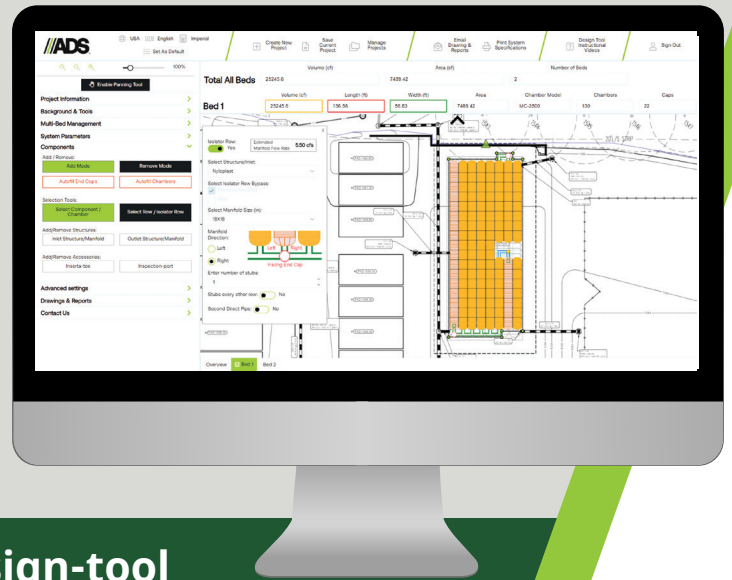 //ADS
USA English Imperial
Set As Default
Create New Project
Save Current Project
Manage Projects
Email Drawing & Reports
Print System Specifications
Design Tool Instructional Videos
Sign Out
100%
Enable Panning Tool
Project Information
Background & Tools
Multi-Bed Management
System Parameters
Components
Add / Remove:
Add Mode Remove Mode
Autofill End Caps Autofill Chambers
Selection Tools:
Select Component / Chamber
Select Row / Isolator Row
Add/Remove Structures:
Inlet Structure/Manifold Outlet Structure/Manifold
Add/Remove Accessories:
Inserta-tee Inspection-port
Advanced settings
Drawings & Reports
Contact Us
Volume (cf) Area (sf) Number of Beds
Total All Beds 23245.6 7489.42 2
Volume (cf) Length (ft) Width (ft) Area Chamber Model Chambers Caps
Bed 1 23245.6 136.96 56.83 7489.42 MC-3500 130 22
Isolator Row:
Yes
Estimated Manifold Flow Rate 5.50 cfs
Select Structure/Inlet:
Nyloplast
Select Isolator Row Bypass:
Select Manifold Size (in):
18X18
Manifold Direction:
Left
Right
Left Right
Facing End Cap
Enter number of stubs:
1
Stubs every other row: No
Second Direct Pipe: No
Overview Bed 1 Bed 2
sign-tool